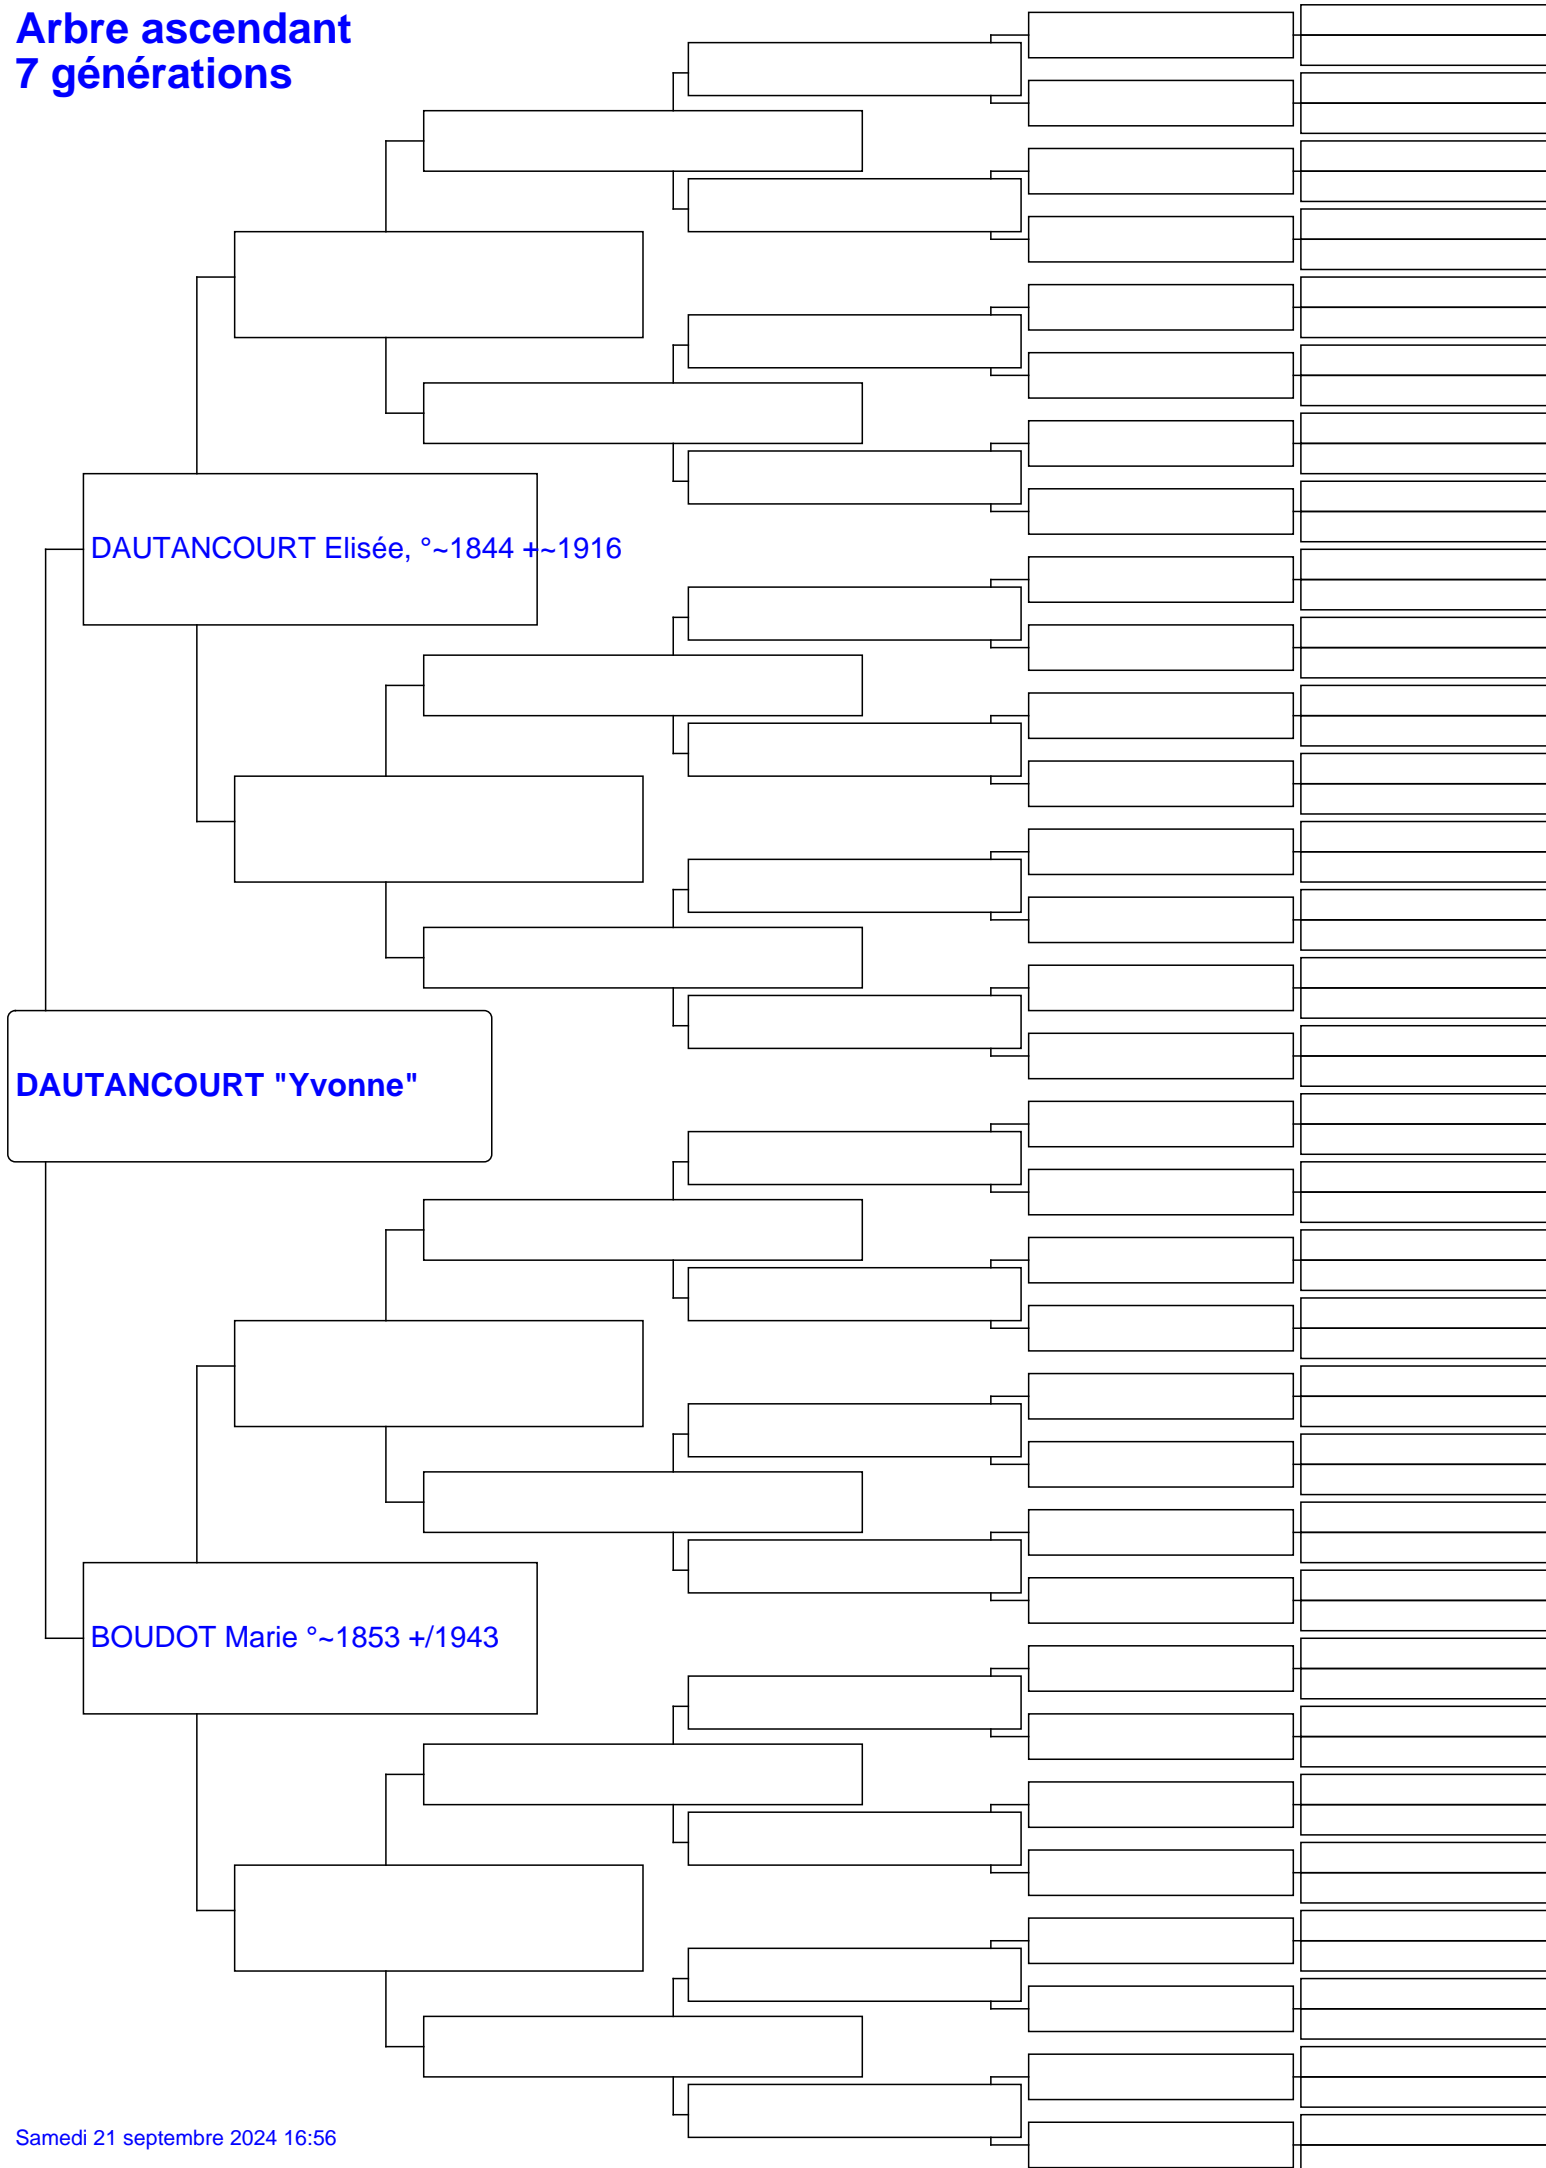 Arbre ascendant
7 générations
DAUTANCOURT Elisée, °~1844 +~1916
DAUTANCOURT "Yvonne"
BOUDOT Marie °~1853 +/1943
Samedi 21 septembre 2024 16:56